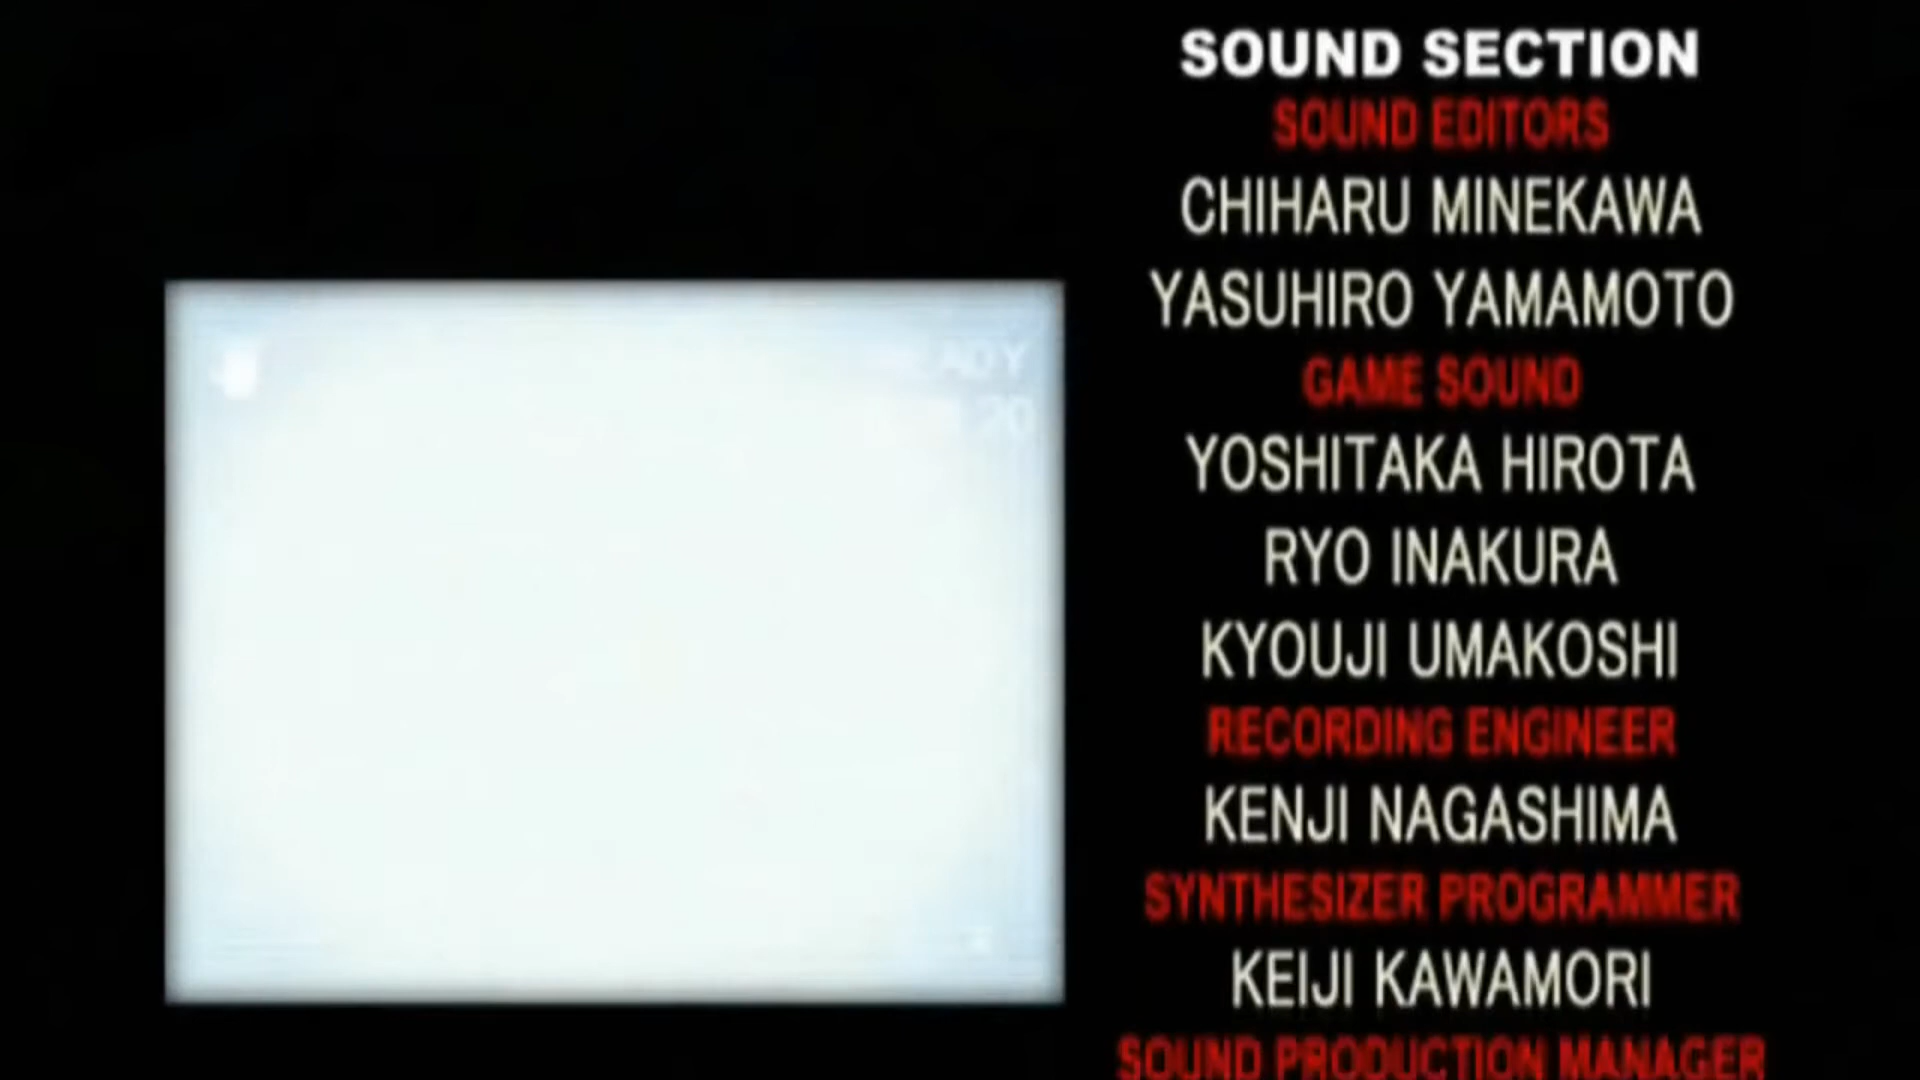 SOUND SECTION
SOUND EDITORS
CHIHARU MINEKAWA
YASUHIRO YAMAMOTO
GAME SOUND
YOSHITAKA HIROTA
RYO INAKURA
KYOUJI UMAKOSHI
RECORDING ENGINEER
KENJI NAGASHIMA
SYNTHESIZER PROGRAMMER
KEIJI KAWAMORI
SOUND PRODUCTION MANAGER
20